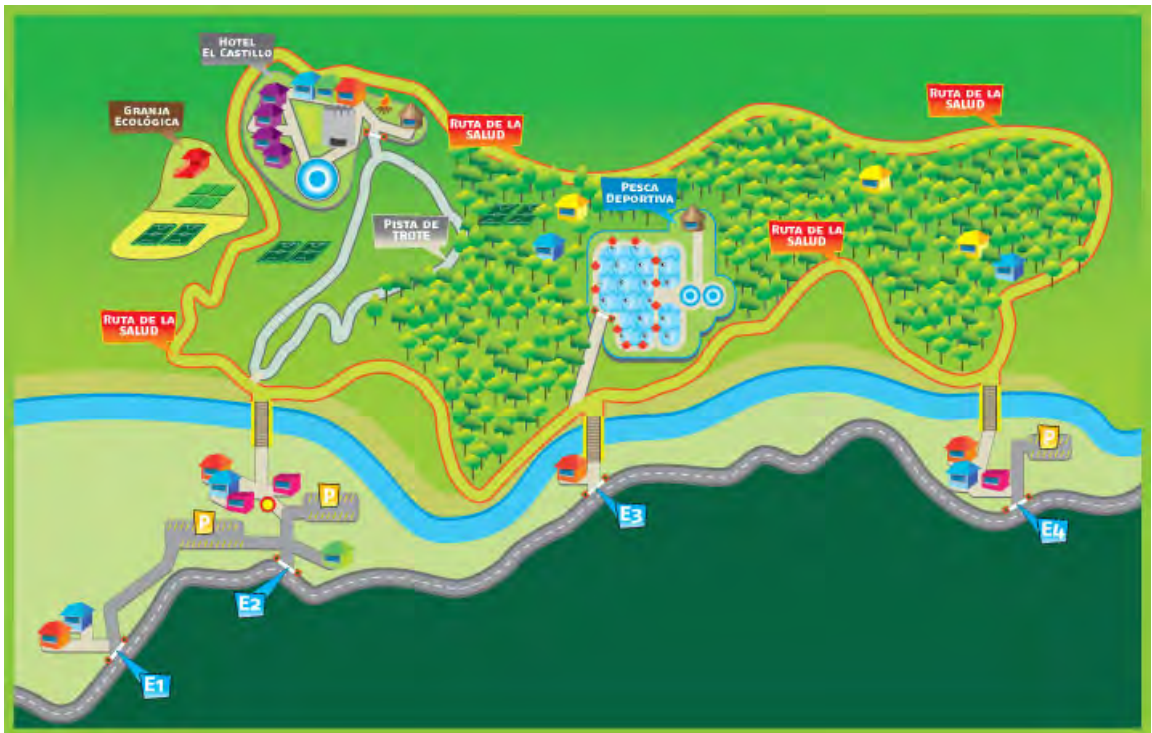 HOTEL
EL CASTILLO
GRANJA
ECOLÓGICA
RUTA DE LA
SALUD
RUTA DE LA
SALUD
PESCA
DEPORTIVA
PISTA DE
TROTE
RUTA DE LA
SALUD
RUTA DE LA
SALUD
P
P
P
E1
E2
E3
E4